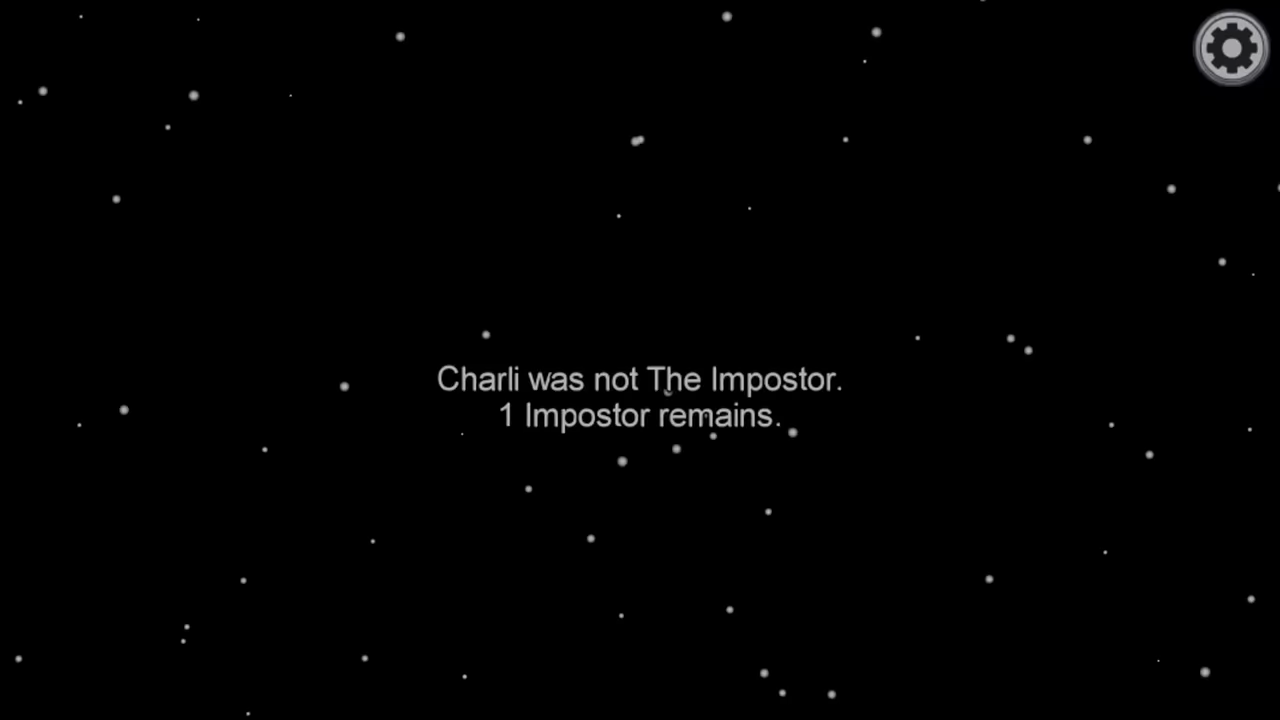 Charli was not The Impostor.
1 Impostor remains.